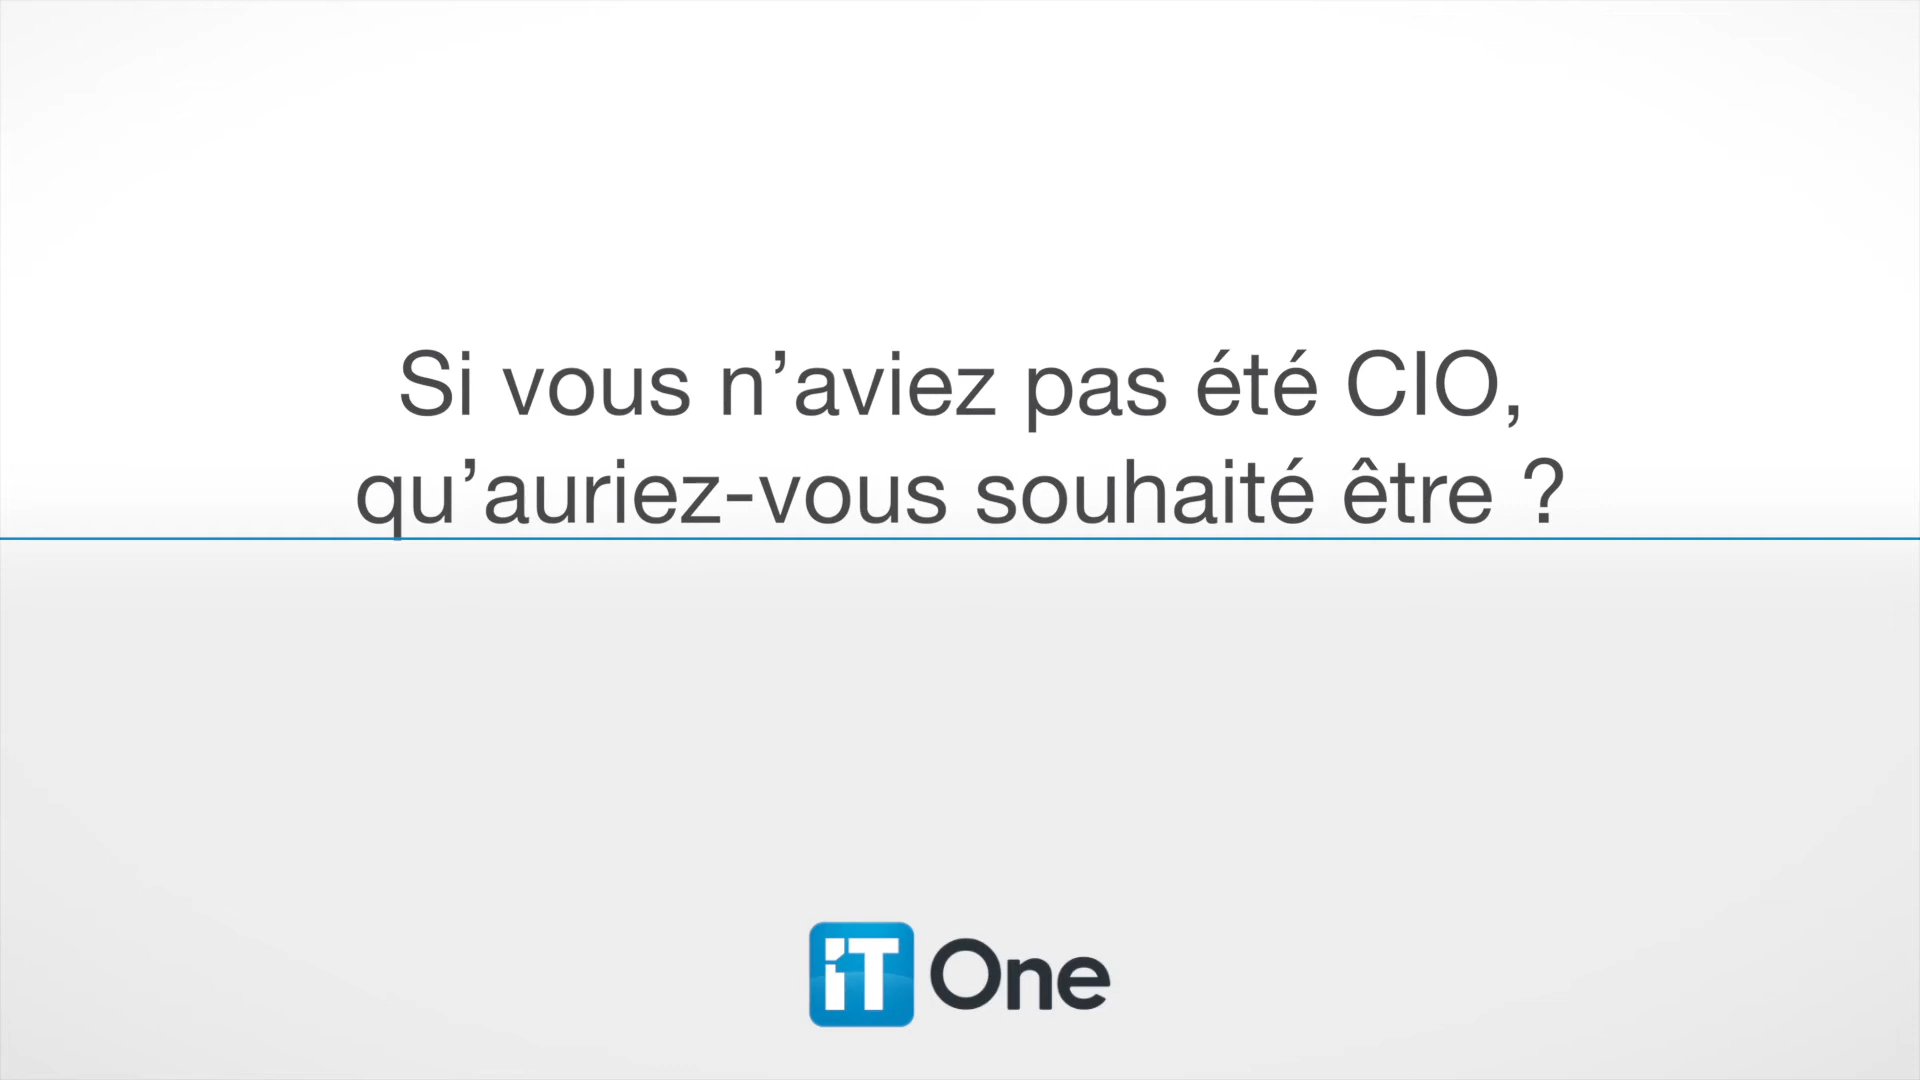 Si vous n’aviez pas été CIO,
qu’auriez-vous souhaité être ?
iT One